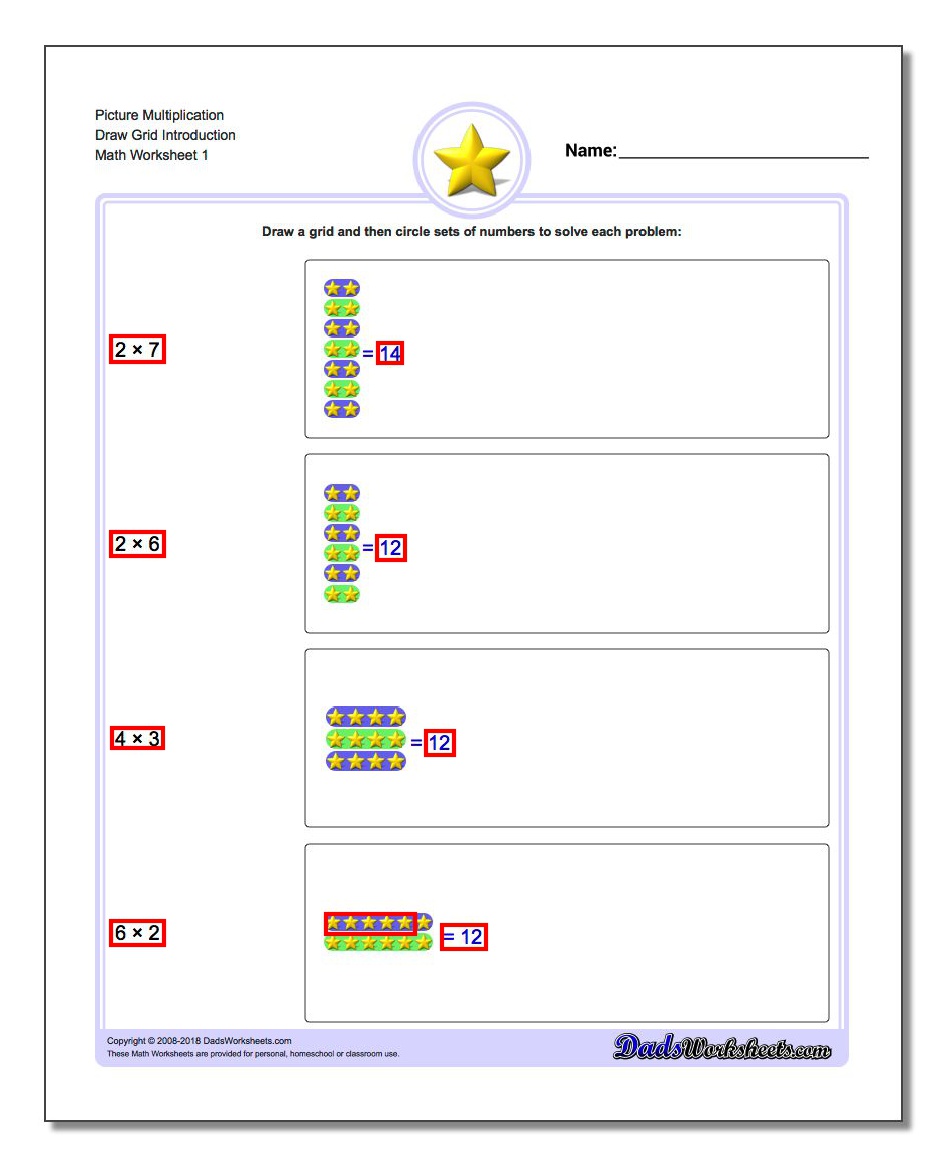 Picture Multiplication
Draw Grid Introduction
Math Worksheet 1
Name:
Draw a grid and then circle sets of numbers to solve each problem:
2 × 7
= 14
2 × 6
= 12
4 × 3
= 12
6 × 2
= 12
Copyright © 2008-2018 DadsWorksheets.com
These Math Worksheets are provided for personal, homeschool or classroom use.
DadsWorksheets.com